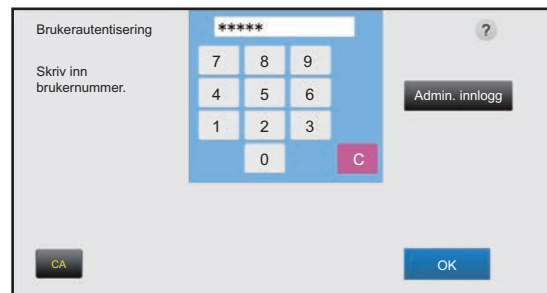 Brukerautentisering
*****
?
Skriv inn
brukernummer.
7 8 9
4 5 6
1 2 3
0 C
Admin. innlogg
CA
OK